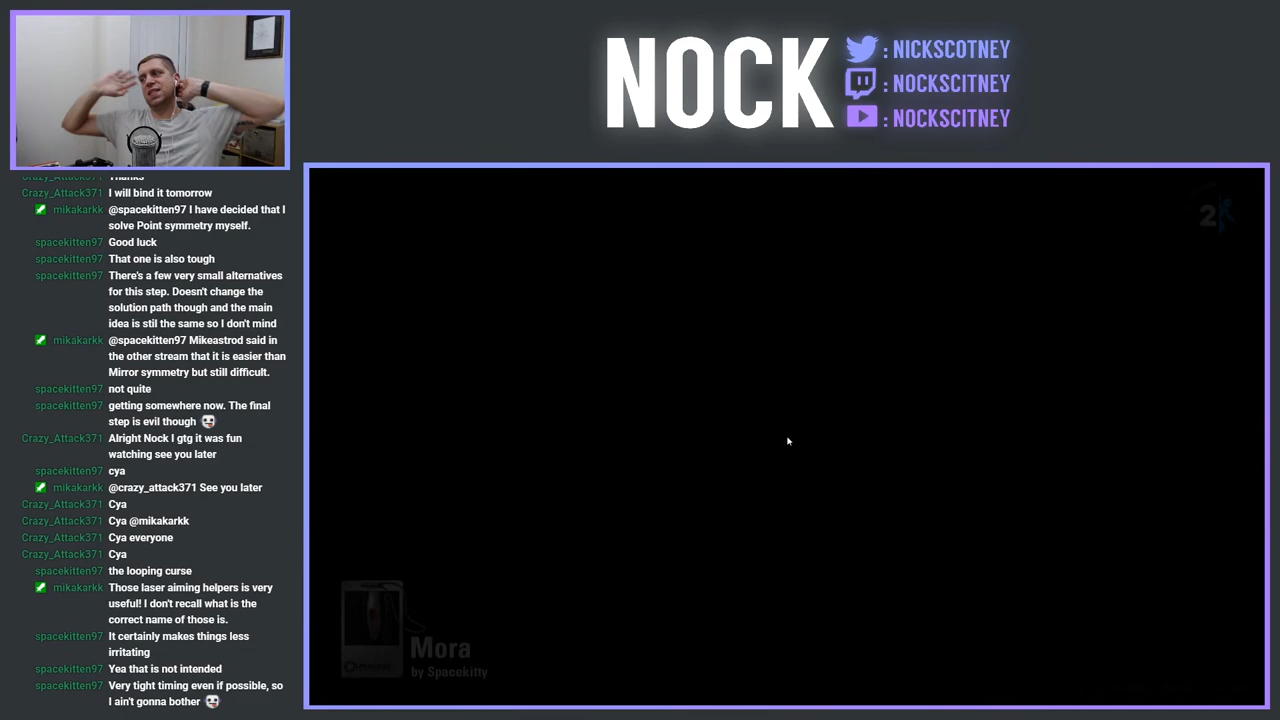 NOCK
: NICKSCOTNEY
: NOCKSCITNEY
: NOCKSCITNEY
Crazy_Attack371 Thanks
Crazy_Attack371 I will bind it tomorrow
mikakarkk @spacekitten97 I have decided that I
solve Point symmetry myself.
spacekitten97 Good luck
spacekitten97 That one is also tough
spacekitten97 There's a few very small alternatives
for this step. Doesn't change the
solution path though and the main
idea is stil the same so I don't mind
mikakarkk @spacekitten97 Mikeastrod said in
the other stream that it is easier than
Mirror symmetry but still difficult.
spacekitten97 not quite
spacekitten97 getting somewhere now. The final
step is evil though
Crazy_Attack371 Alright Nock I gtg it was fun
watching see you later
spacekitten97 cya
mikakarkk @crazy_attack371 See you later
Crazy_Attack371 Cya
Crazy_Attack371 Cya @mikakarkk
Crazy_Attack371 Cya everyone
Crazy_Attack371 Cya
spacekitten97 the looping curse
mikakarkk Those laser aiming helpers is very
useful! I don't recall what is the
correct name of those is.
spacekitten97 It certainly makes things less
irritating
spacekitten97 Yea that is not intended
spacekitten97 Very tight timing even if possible, so
I ain't gonna bother
2
Mora
by Spacekitty